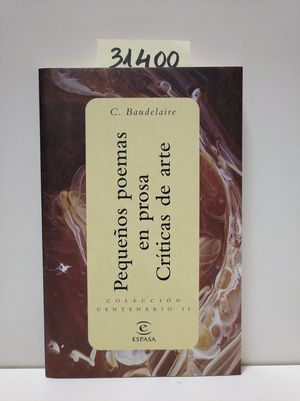 31400
C. Baudelaire
Pequeños poemas
en prosa
Críticas de arte
COLECCIÓN
CENTENARIO II
ESPASA